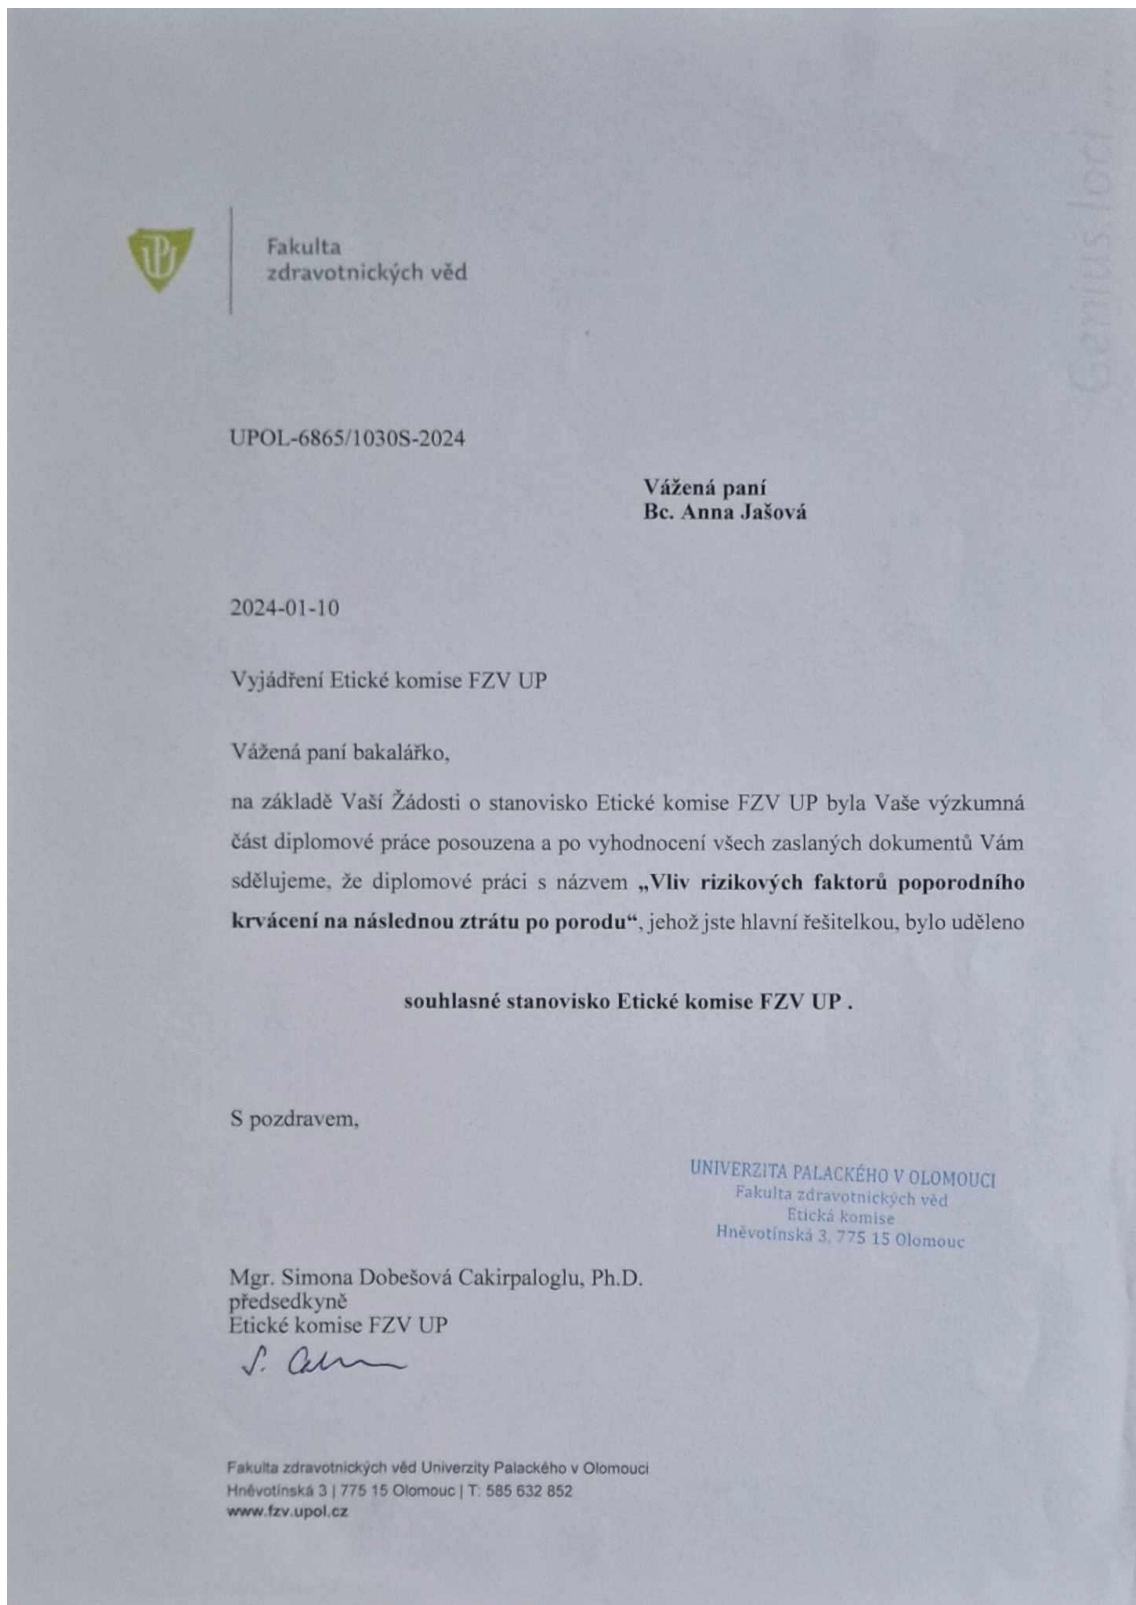 UP
Fakulta
zdravotnických věd
Genius loci ...
UPOL-6865/1030S-2024
Vážená paní
Bc. Anna Jašová
2024-01-10
Vyjádření Etické komise FZV UP
Vážená paní bakalářko,
na základě Vaší Žádosti o stanovisko Etické komise FZV UP byla Vaše výzkumná
část diplomové práce posouzena a po vyhodnocení všech zaslaných dokumentů Vám
sdělujeme, že diplomové práci s názvem „Vliv rizikových faktorů poporodního
krvácení na následnou ztrátu po porodu“, jehož jste hlavní řešitelkou, bylo uděleno
souhlasné stanovisko Etické komise FZV UP .
S pozdravem,
UNIVERZITA PALACKÉHO V OLOMOUCI
Fakulta zdravotnických věd
Etická komise
Hněvotínská 3, 775 15 Olomouc
Mgr. Simona Dobešová Cakirpaloglu, Ph.D.
předsedkyně
Etické komise FZV UP
Fakulta zdravotnických věd Univerzity Palackého v Olomouci
Hněvotínská 3 | 775 15 Olomouc | T: 585 632 852
www.fzv.upol.cz